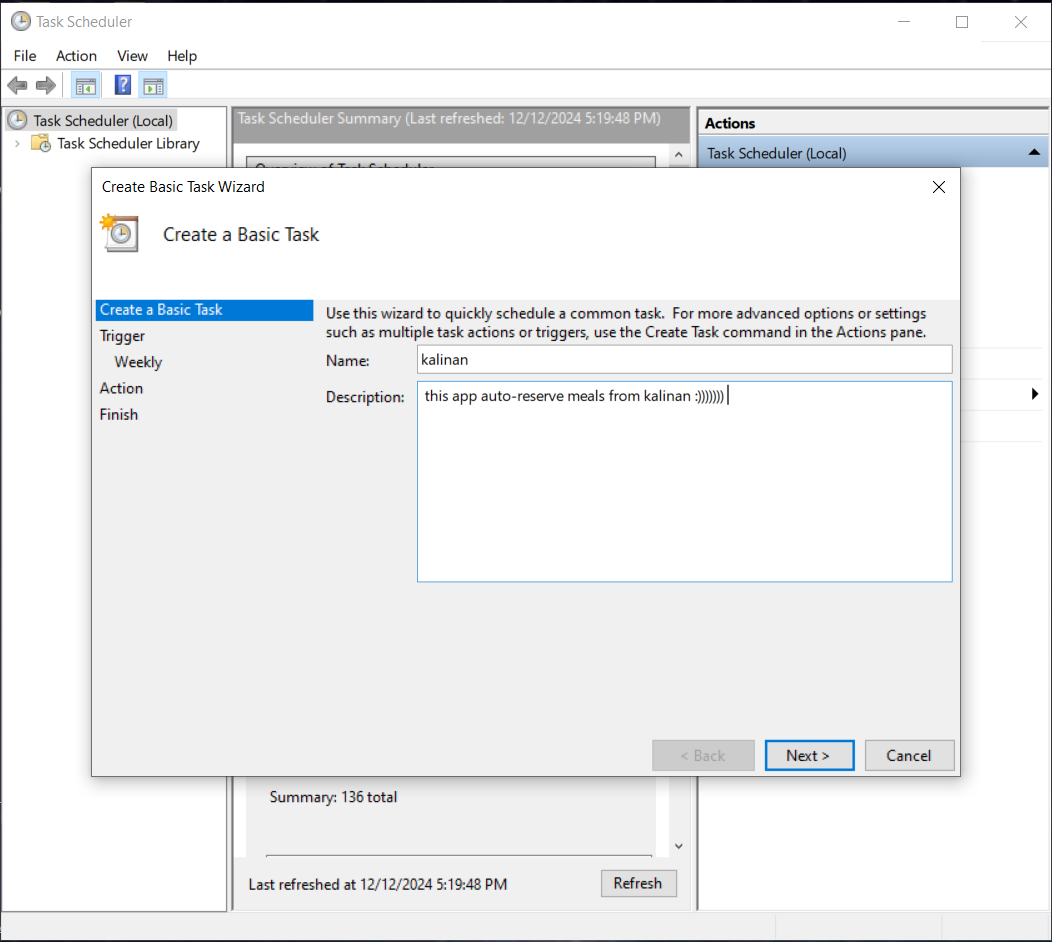 Task Scheduler
File Action View Help
Task Scheduler (Local)
Task Scheduler Library
Task Scheduler Summary (Last refreshed: 12/12/2024 5:19:48 PM)
Actions
Task Scheduler (Local)
Create Basic Task Wizard
Create a Basic Task
Create a Basic Task
Trigger
Weekly
Action
Finish
Use this wizard to quickly schedule a common task.  For more advanced options or settings
such as multiple task actions or triggers, use the Create Task command in the Actions pane.
Name: kalinan
Description: this app auto-reserve meals from kalinan :)))))))
< Back Next > Cancel
Summary: 136 total
Last refreshed at 12/12/2024 5:19:48 PM Refresh